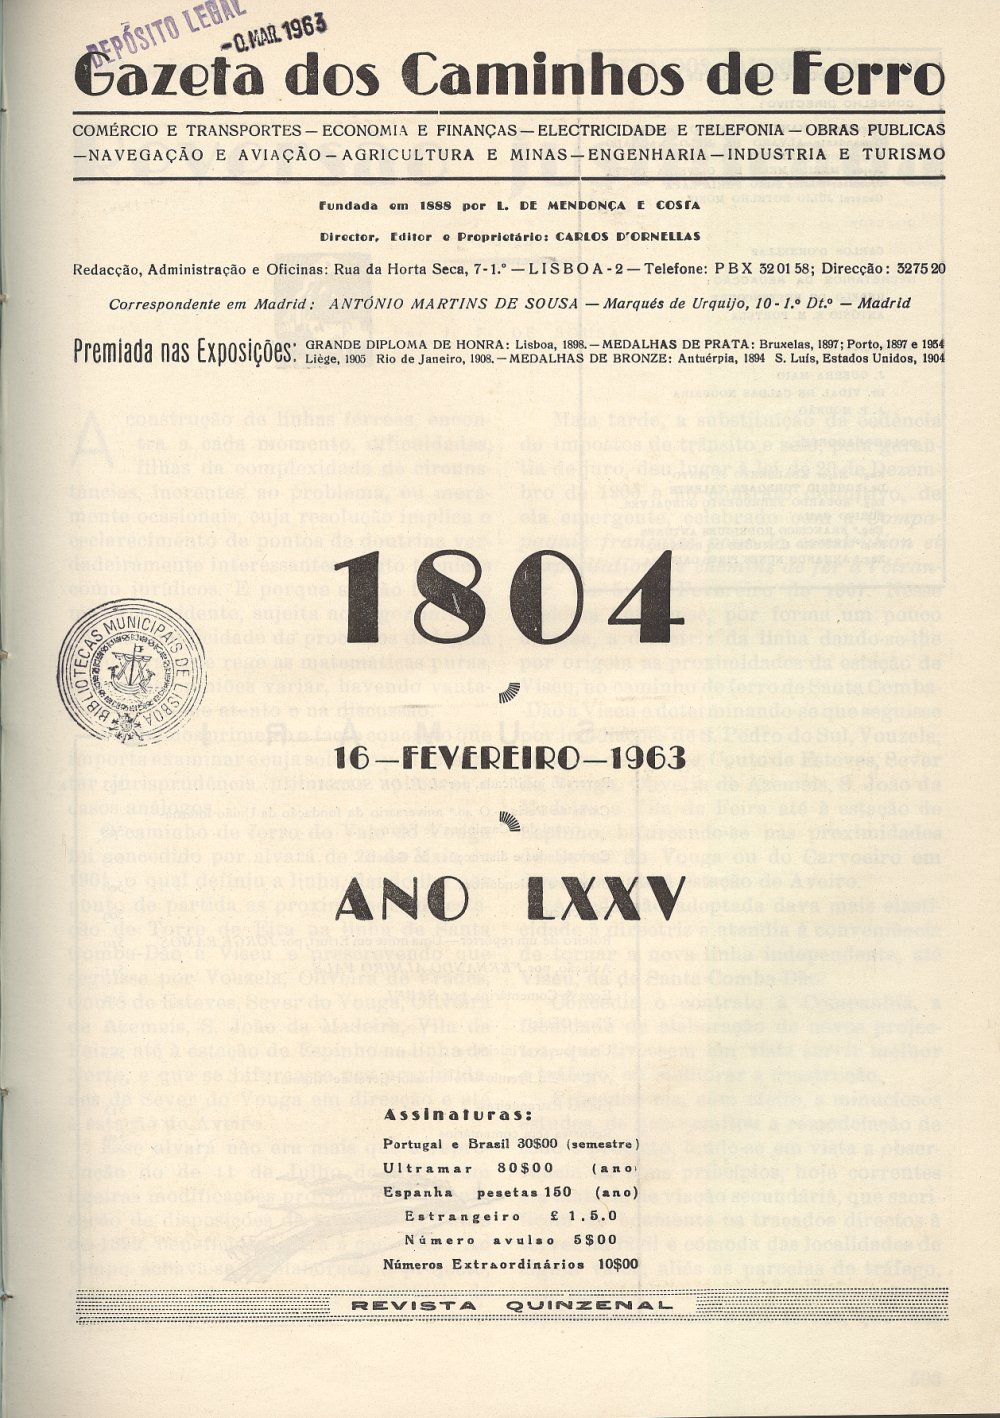 DEPÓSITO LEGAL
MAR. 1963
Gazeta dos Caminhos de Ferro
COMÉRCIO E TRANSPORTES — ECONOMIA E FINANÇAS — ELECTRICIDADE E TELEFONIA — OBRAS PUBLICAS
— NAVEGAÇÃO E AVIAÇÃO — AGRICULTURA E MINAS — ENGENHARIA — INDUSTRIA E TURISMO
Fundada em 1888 por L. DE MENDONÇA E COSTA
Director, Editor e Proprietário: CARLOS D'ORNELLAS
Redacção, Administração e Oficinas: Rua da Horta Seca, 7-1.º — LISBOA-2 — Telefone: PBX 320158; Direcção: 327520
Correspondente em Madrid: ANTÓNIO MARTINS DE SOUSA — Marqués de Urquijo, 10-1.º Dt.º — Madrid
Premiada nas Exposições: GRANDE DIPLOMA DE HONRA: Lisboa, 1898. — MEDALHAS DE PRATA: Bruxelas, 1897; Porto, 1897 e 1954
Liège, 1905 Rio de Janeiro, 1908. — MEDALHAS DE BRONZE: Antuérpia, 1894 S. Luís, Estados Unidos, 1904
1804
BIBLIOTECAS MUNICIPAIS DE LISBOA
16 — FEVEREIRO — 1963
ANO LXXV
Assinaturas:
Portugal e Brasil 30$00 (semestre)
Ultramar 80$00 (ano)
Espanha pesetas 150 (ano)
Estrangeiro £ 1.5.0
Número avulso 5$00
Números Extraordinários 10$00
REVISTA QUINZENAL